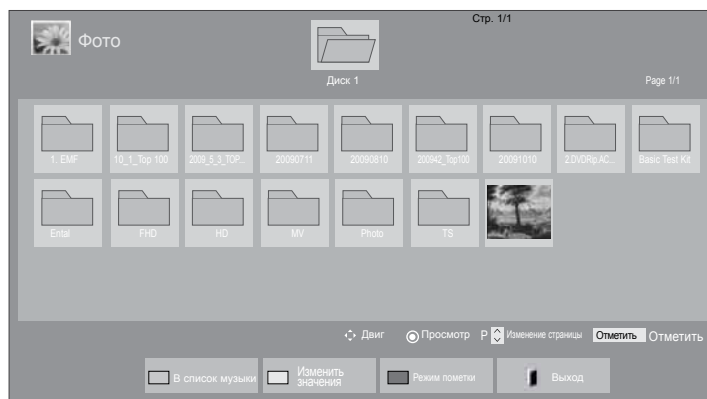 Стр. 1/1
Фото
Диск 1
Page 1/1
1. EMF
10_1_Top 100
2009_5_3_TOP...
20090711
20090810
200942_Top100
20091010
2.DVDRip.AC...
Basic Test Kit
Ental
FHD
HD
MV
Photo
TS
Двиг
Просмотр
P Изменение страницы
Отметить Отметить
В список музыки
Изменить
значения
Режим пометки
Выход